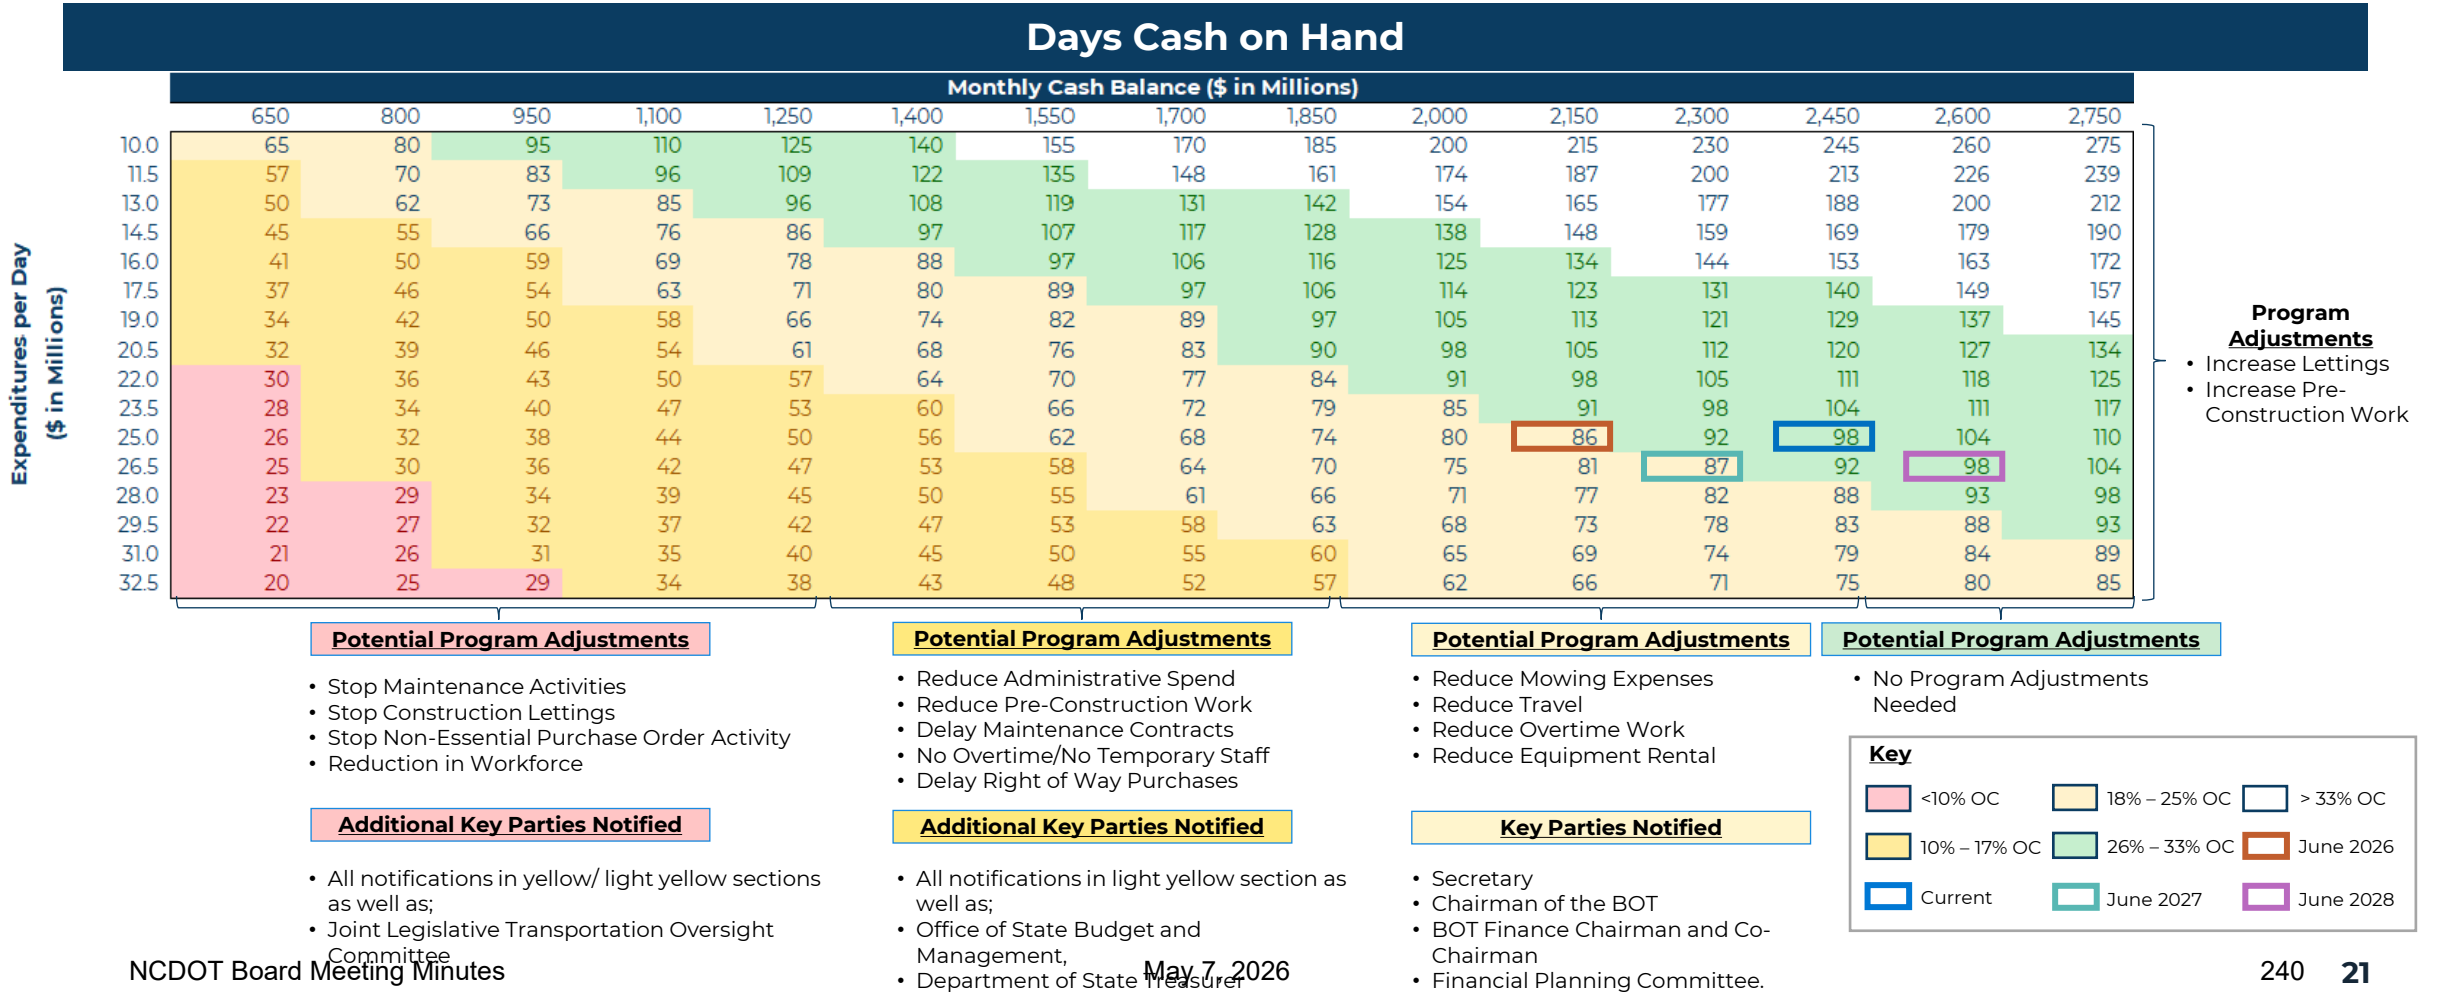 Days Cash on Hand
Monthly Cash Balance ($ in Millions)
650 800 950 1,100 1,250 1,400 1,550 1,700 1,850 2,000 2,150 2,300 2,450 2,600 2,750
Expenditures per Day
($ in Millions)
10.0 65 80 95 110 125 140 155 170 185 200 215 230 245 260 275
11.5 57 70 83 96 109 122 135 148 161 174 187 200 213 226 239
13.0 50 62 73 85 96 108 119 131 142 154 165 177 188 200 212
14.5 45 55 66 76 86 97 107 117 128 138 148 159 169 179 190
16.0 41 50 59 69 78 88 97 106 116 125 134 144 153 163 172
17.5 37 46 54 63 71 80 89 97 106 114 123 131 140 149 157
19.0 34 42 50 58 66 74 82 89 97 105 113 121 129 137 145
20.5 32 39 46 54 61 68 76 83 90 98 105 112 120 127 134
22.0 30 36 43 50 57 64 70 77 84 91 98 105 111 118 125
23.5 28 34 40 47 53 60 66 72 79 85 91 98 104 111 117
25.0 26 32 38 44 50 56 62 68 74 80 86 92 98 104 110
26.5 25 30 36 42 47 53 58 64 70 75 81 87 92 98 104
28.0 23 29 34 39 45 50 55 61 66 71 77 82 88 93 98
29.5 22 27 32 37 42 47 53 58 63 68 73 78 83 88 93
31.0 21 26 31 35 40 45 50 55 60 65 69 74 79 84 89
32.5 20 25 29 34 38 43 48 52 57 62 66 71 75 80 85
Program
Adjustments
• Increase Lettings
• Increase Pre-
Construction Work
Potential Program Adjustments
• Stop Maintenance Activities
• Stop Construction Lettings
• Stop Non-Essential Purchase Order Activity
• Reduction in Workforce
Additional Key Parties Notified
• All notifications in yellow/ light yellow sections
as well as;
• Joint Legislative Transportation Oversight
Committee
Potential Program Adjustments
• Reduce Administrative Spend
• Reduce Pre-Construction Work
• Delay Maintenance Contracts
• No Overtime/No Temporary Staff
• Delay Right of Way Purchases
Additional Key Parties Notified
• All notifications in light yellow section as
well as;
• Office of State Budget and
Management,
• Department of State Treasurer
Potential Program Adjustments
• Reduce Mowing Expenses
• Reduce Travel
• Reduce Overtime Work
• Reduce Equipment Rental
Key Parties Notified
• Secretary
• Chairman of the BOT
• BOT Finance Chairman and Co-
Chairman
• Financial Planning Committee.
Potential Program Adjustments
• No Program Adjustments
Needed
Key
<10% OC 18% – 25% OC > 33% OC
10% – 17% OC 26% – 33% OC June 2026
Current June 2027 June 2028
NCDOT Board Meeting Minutes May 7, 2026 240 21